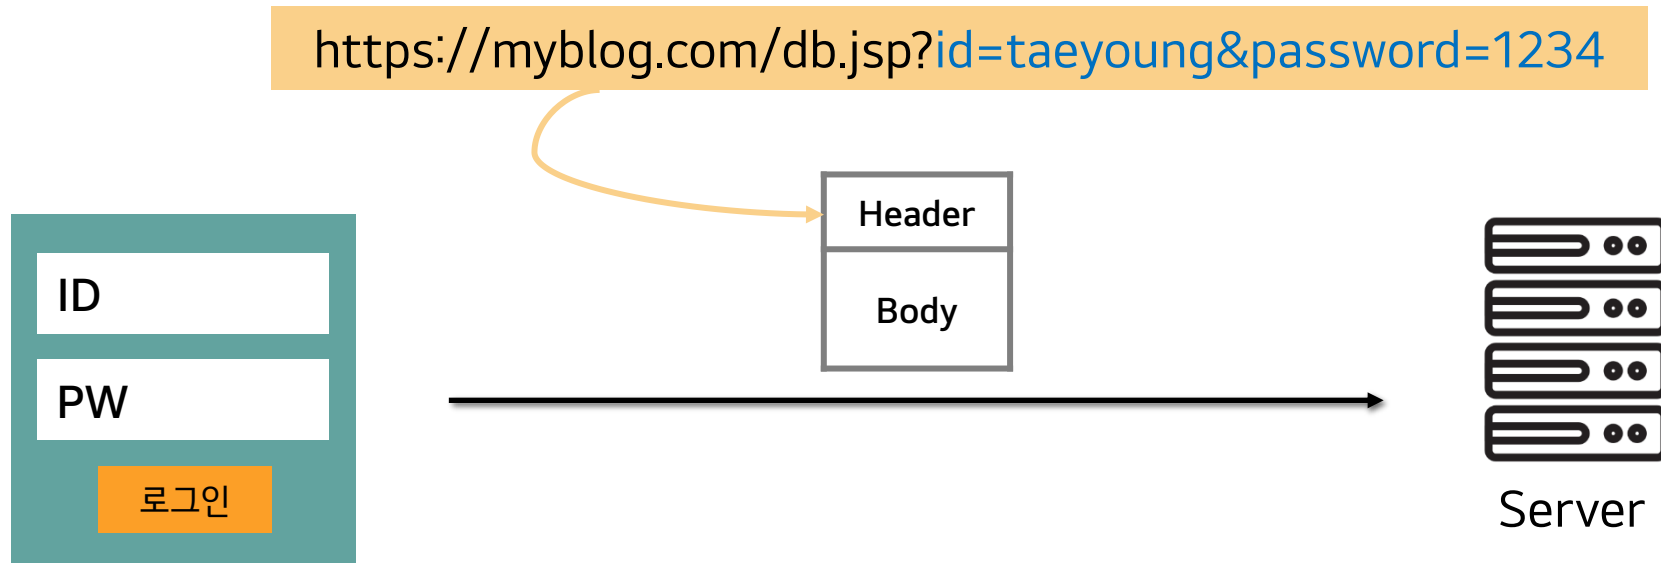 https://myblog.com/db.jsp?id=taeyoung&password=1234
Header
Body
ID
PW
로그인
Server